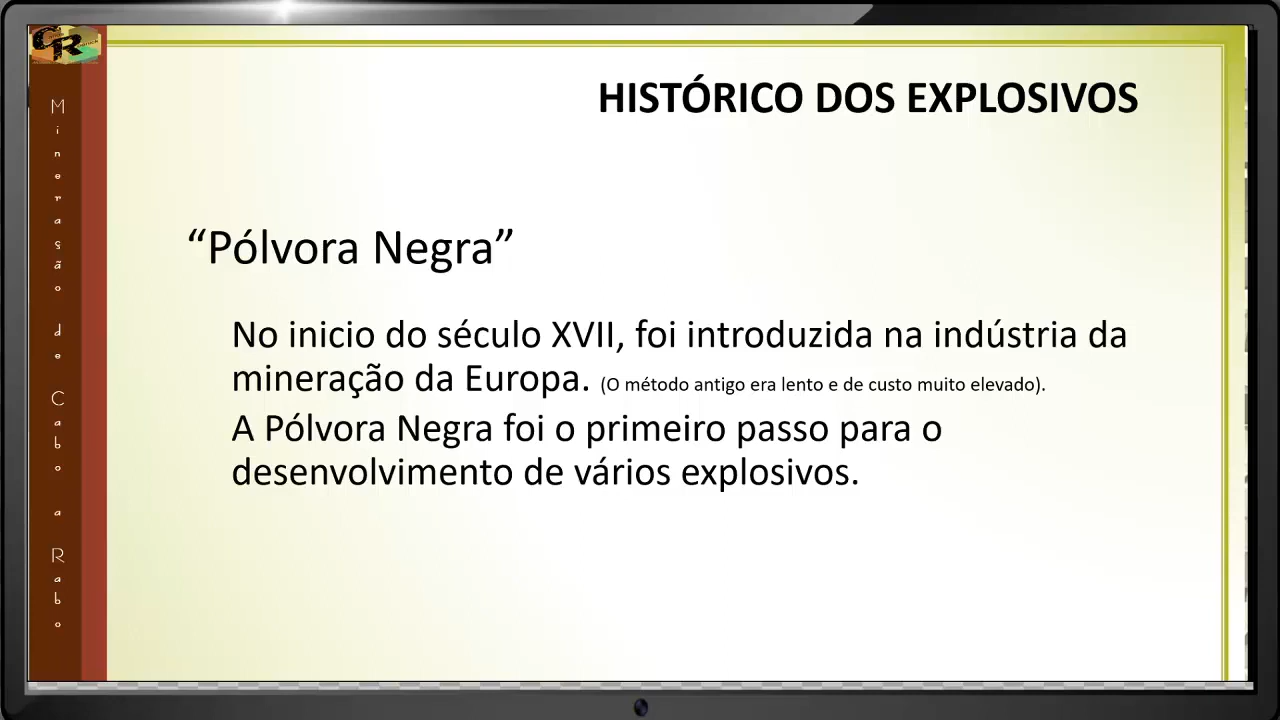 CR
HISTÓRICO DOS EXPLOSIVOS
“Pólvora Negra”
No inicio do século XVII, foi introduzida na indústria da
mineração da Europa. (O método antigo era lento e de custo muito elevado).
A Pólvora Negra foi o primeiro passo para o
desenvolvimento de vários explosivos.
Mineração de Cabo a Rabo